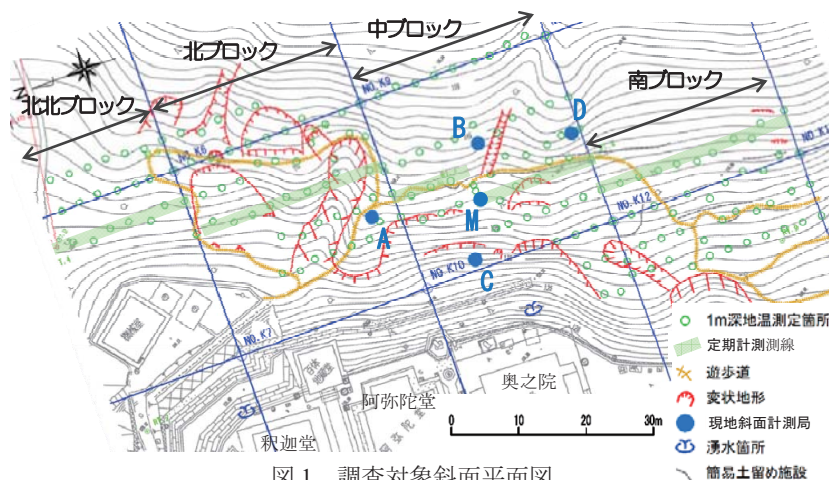 中ブロック
北ブロック
北北ブロック
南ブロック
NO.K9
NO.K6
B
D
A
M
C
NO.K12
NO.K10
NO.K7
奥之院
阿弥陀堂
釈迦堂
0 10 20 30m
1m深地温測定箇所
定期計測測線
遊歩道
変状地形
現地斜面計測局
湧水箇所
簡易土留め施設
図1 調査対象斜面平面図